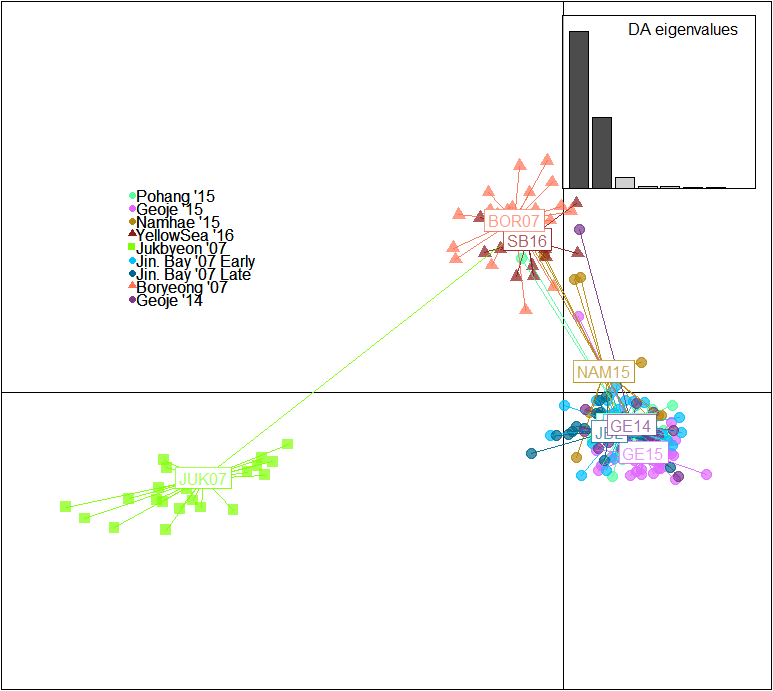 DA eigenvalues
Pohang '15
Geoje '15
Namhae '15
YellowSea '16
Jukbyeon '07
Jin. Bay '07 Early
Jin. Bay '07 Late
Boryeong '07
Geoje '14
BOR07
SB16
NAM15
GE14
GE15
JUK07